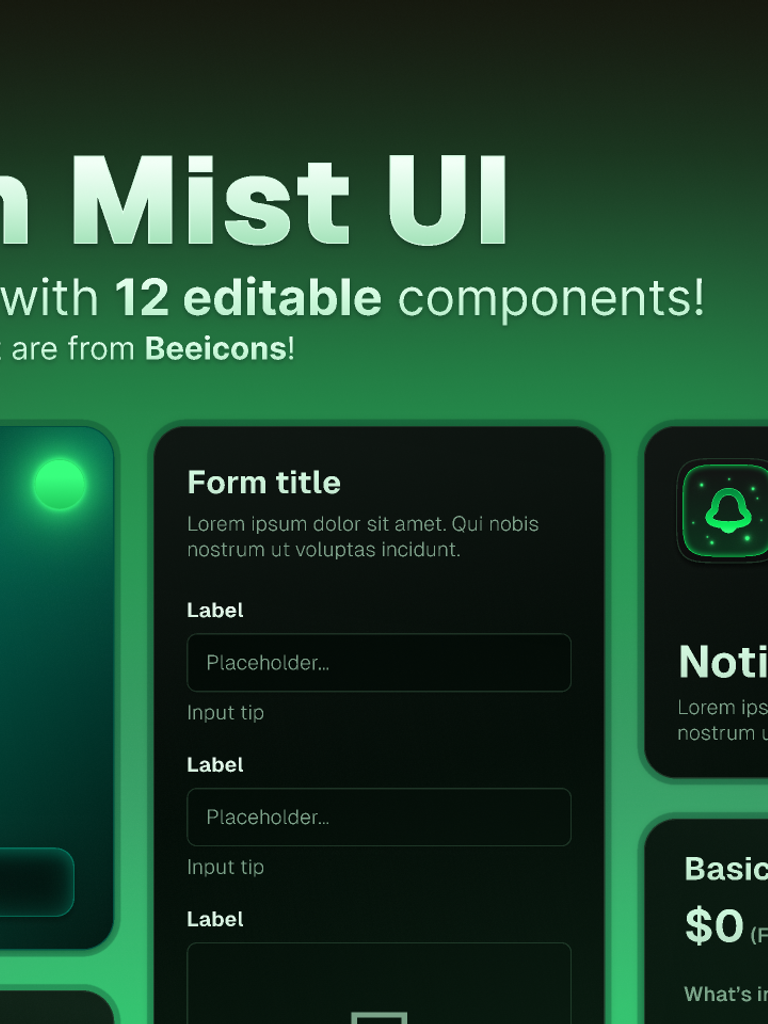 Mist UI
with 12 editable components!
are from Beeicons!
Form title
Lorem ipsum dolor sit amet. Qui nobis
nostrum ut voluptas incidunt.
Label
Placeholder...
Input tip
Label
Placeholder...
Input tip
Label
Noti
Lorem ips
nostrum u
Basic
$0 (F
What's in